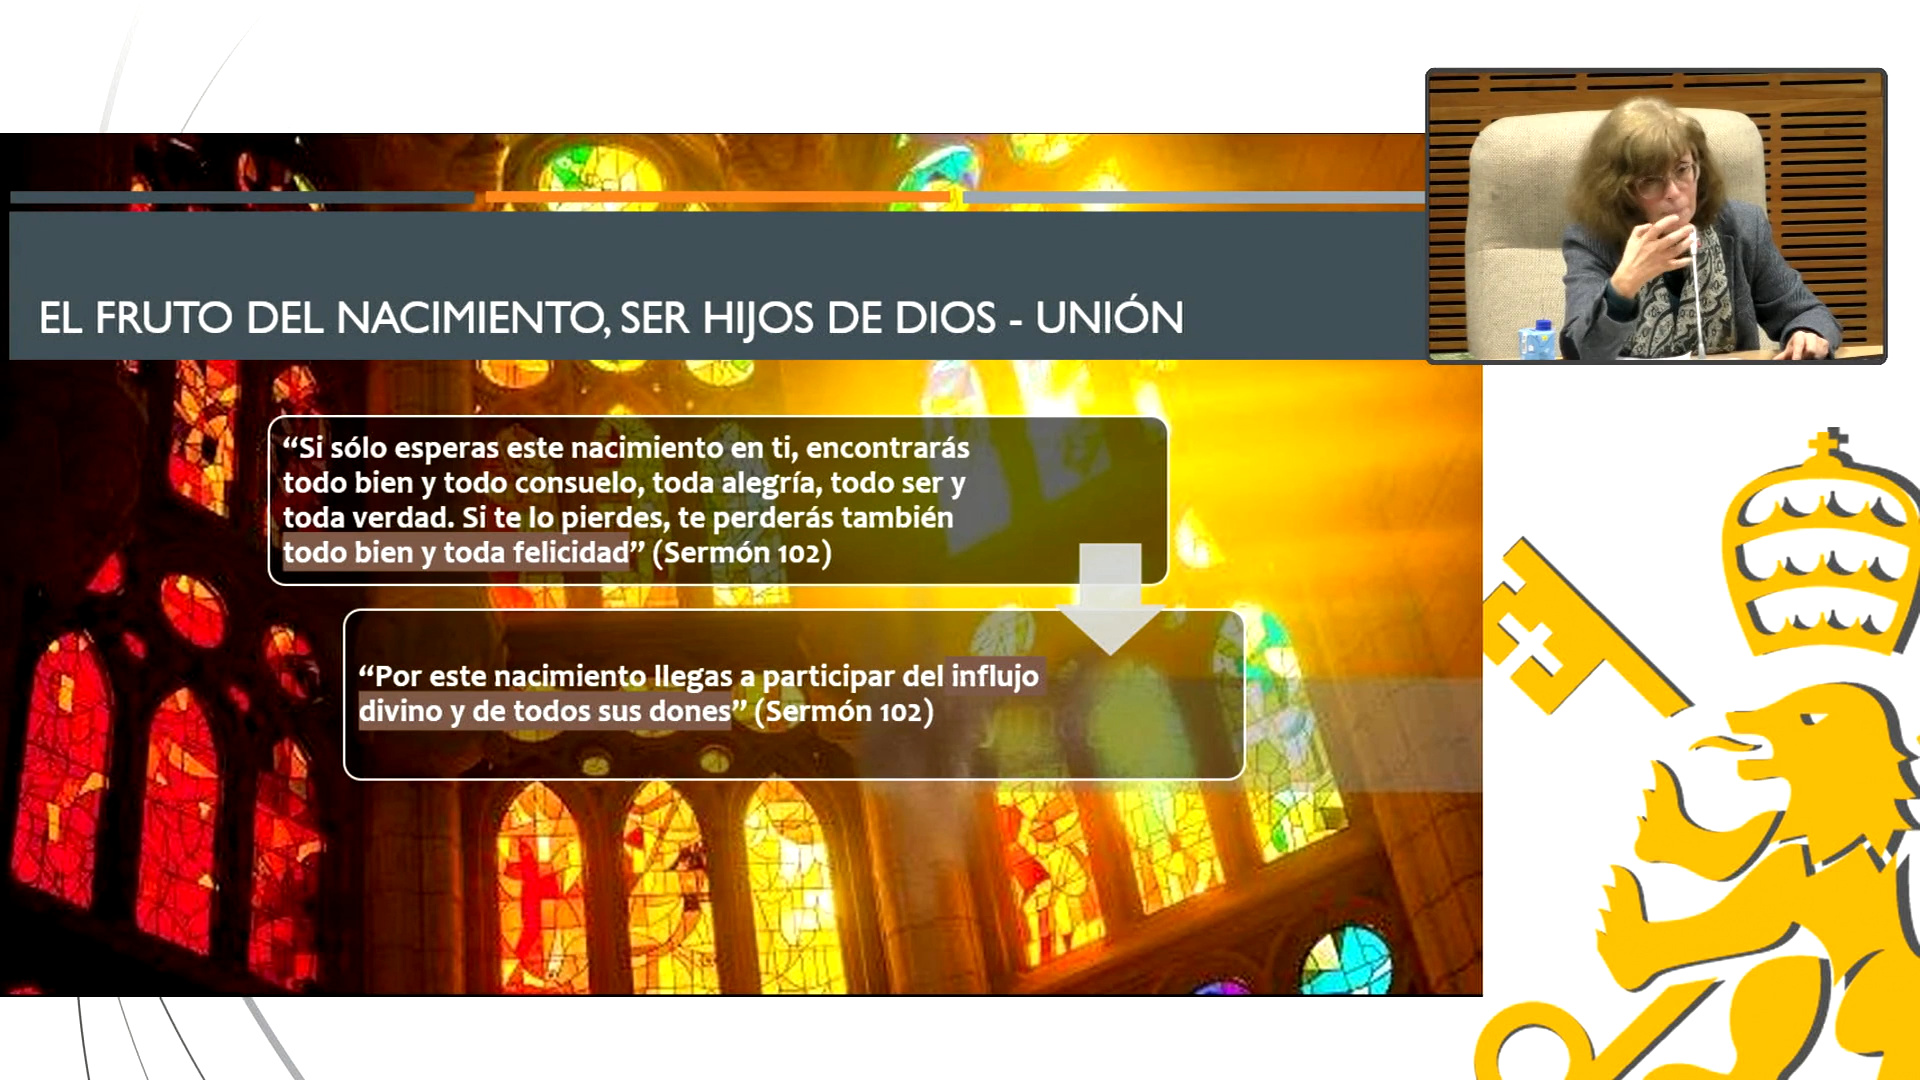 EL FRUTO DEL NACIMIENTO, SER HIJOS DE DIOS - UNIÓN
“Si sólo esperas este nacimiento en ti, encontrarás
todo bien y todo consuelo, toda alegría, todo ser y
toda verdad. Si te lo pierdes, te perderás también
todo bien y toda felicidad” (Sermón 102)
“Por este nacimiento llegas a participar del influjo
divino y de todos sus dones” (Sermón 102)